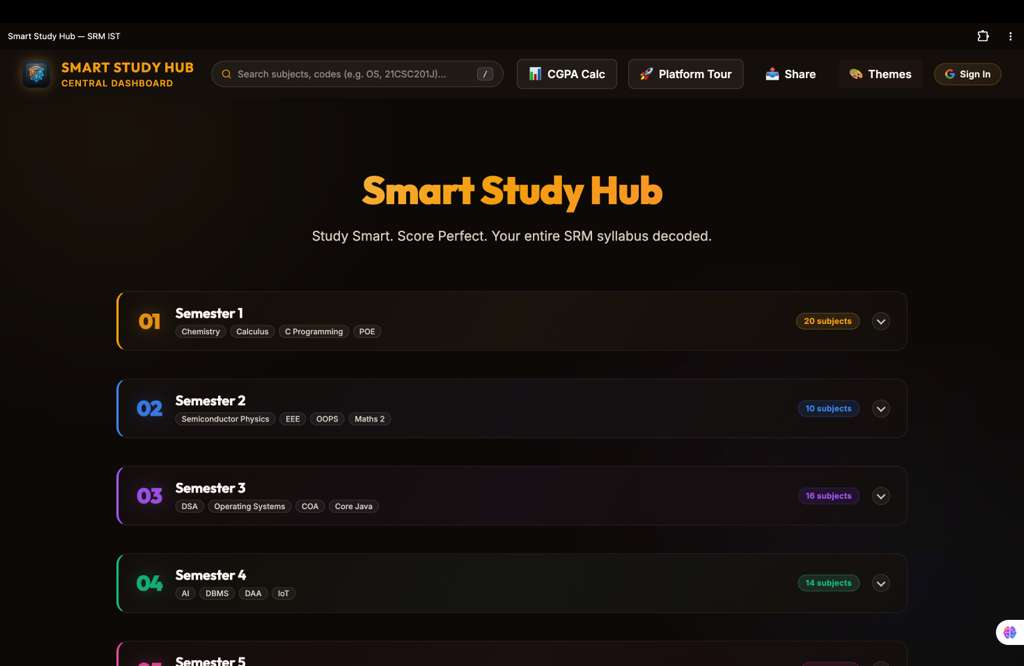 Smart Study Hub — SRM IST
SMART STUDY HUB
CENTRAL DASHBOARD
Search subjects, codes (e.g. OS, 21CSC201J)...
/
CGPA Calc
Platform Tour
Share
Themes
Sign In
Smart Study Hub
Study Smart. Score Perfect. Your entire SRM syllabus decoded.
01
Semester 1
Chemistry Calculus C Programming POE
20 subjects
02
Semester 2
Semiconductor Physics EEE OOPS Maths 2
10 subjects
03
Semester 3
DSA Operating Systems COA Core Java
16 subjects
04
Semester 4
AI DBMS DAA IoT
14 subjects
05
Semester 5